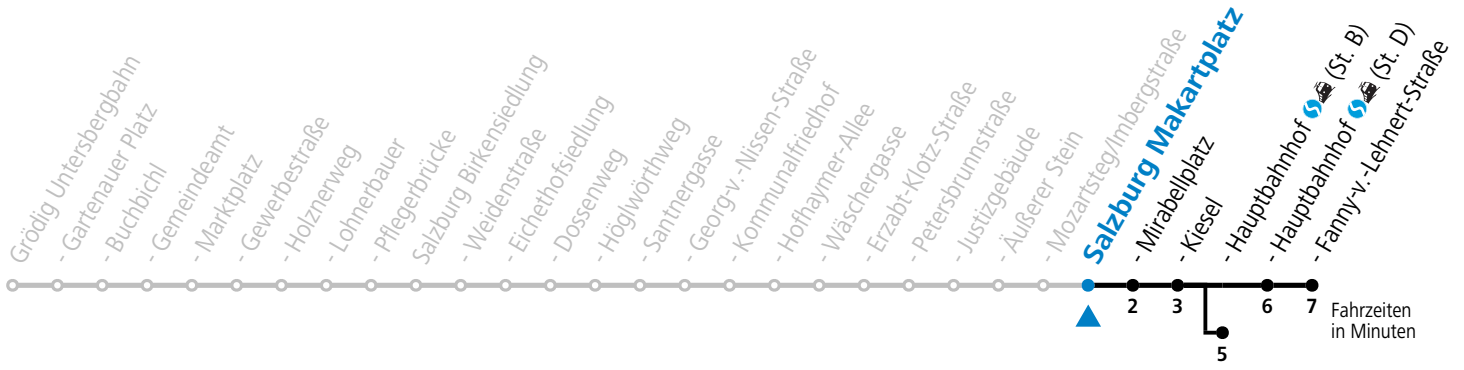 Grödig Untersbergbahn
- Gartenauer Platz
- Buchbichl
- Gemeindeamt
- Marktplatz
- Gewerbestraße
- Holznerweg
- Lohnerbauer
- Pflegerbrücke
Salzburg Birkensiedlung
- Weidenstraße
- Eichethofsiedlung
- Dossenweg
- Höglwörthweg
- Santnergasse
- Georg-v.-Nissen-Straße
- Kommunalfriedhof
- Hofhaymer-Allee
- Wäschergasse
- Erzabt-Klotz-Straße
- Petersbrunnstraße
- Justizgebäude
- Äußerer Stein
- Mozartsteg/Imbergstraße
Salzburg Makartplatz
- Mirabellplatz
- Kiesel
- Hauptbahnhof (St. B)
- Hauptbahnhof (St. D)
- Fanny-v.-Lehnert-Straße
2 3 6 7
Fahrzeiten
in Minuten
5